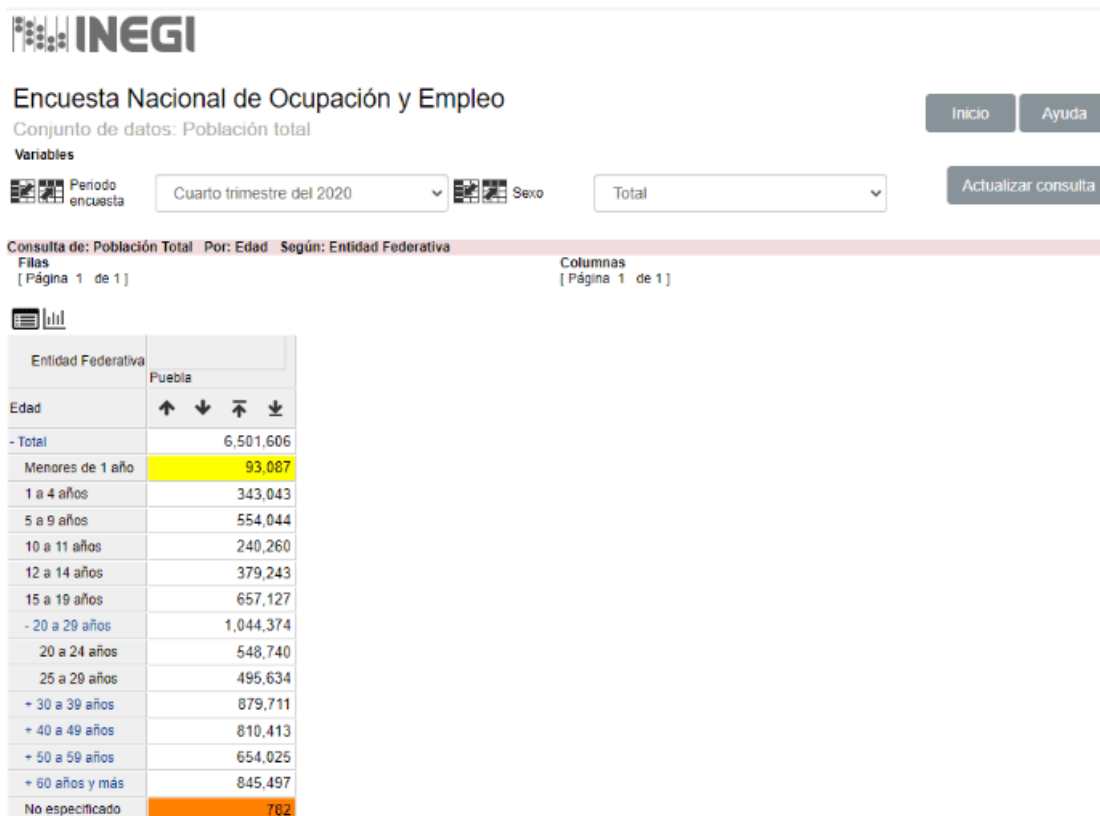 INEGI
Encuesta Nacional de Ocupación y Empleo
Inicio Ayuda
Conjunto de datos: Población total
Variables
Periodo encuesta Cuarto trimestre del 2020 Sexo Total Actualizar consulta
Consulta de: Población Total Por: Edad Según: Entidad Federativa
Filas Columnas
[ Página 1 de 1 ] [ Página 1 de 1 ]
Entidad Federativa
Puebla
Edad
- Total 6,501,606
Menores de 1 año 93,087
1 a 4 años 343,043
5 a 9 años 554,044
10 a 11 años 240,260
12 a 14 años 379,243
15 a 19 años 657,127
- 20 a 29 años 1,044,374
20 a 24 años 548,740
25 a 29 años 495,634
+ 30 a 39 años 879,711
+ 40 a 49 años 810,413
+ 50 a 59 años 654,025
+ 60 años y más 845,497
No especificado 782